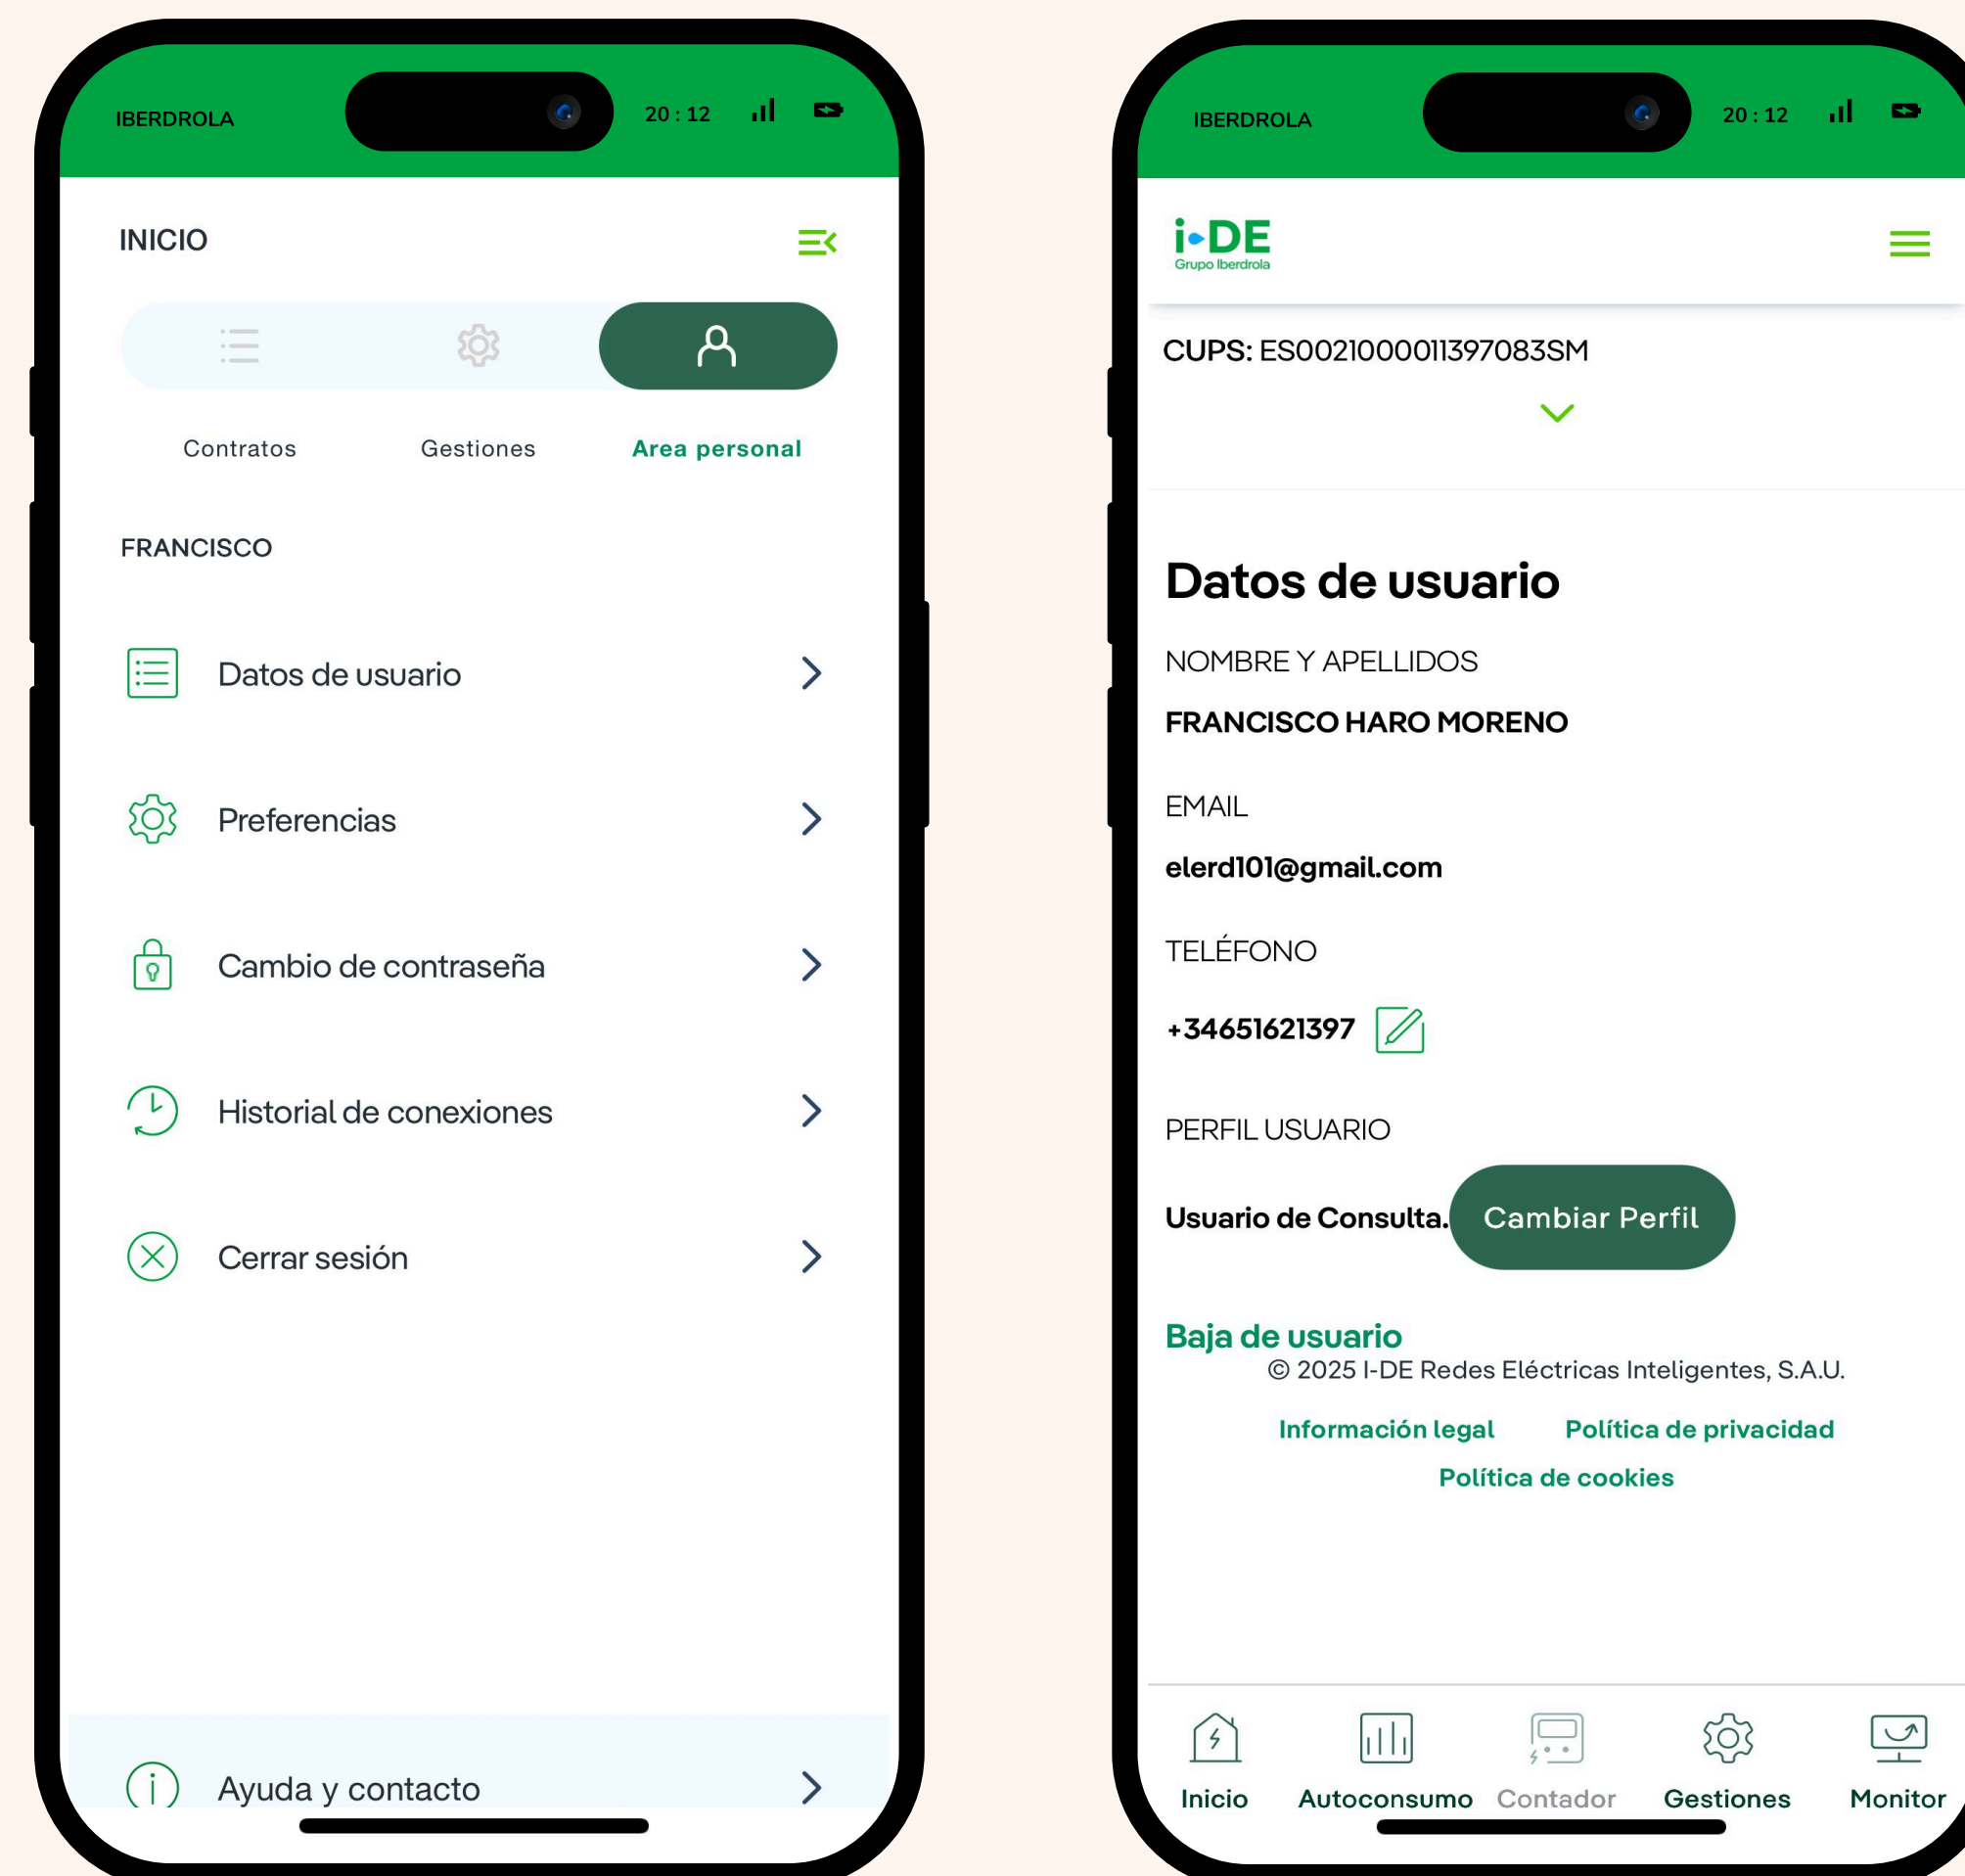 IBERDROLA
20 : 12
INICIO
Contratos
Gestiones
Area personal
FRANCISCO
Datos de usuario
Preferencias
Cambio de contraseña
Historial de conexiones
Cerrar sesión
Ayuda y contacto
IBERDROLA
20 : 12
i-DE
Grupo Iberdrola
CUPS: ES0021000011397083SM
Datos de usuario
NOMBRE Y APELLIDOS
FRANCISCO HARO MORENO
EMAIL
elerd101@gmail.com
TELÉFONO
+34651621397
PERFIL USUARIO
Usuario de Consulta.
Cambiar Perfil
Baja de usuario
© 2025 I-DE Redes Eléctricas Inteligentes, S.A.U.
Información legal
Política de privacidad
Política de cookies
Inicio
Autoconsumo
Contador
Gestiones
Monitor